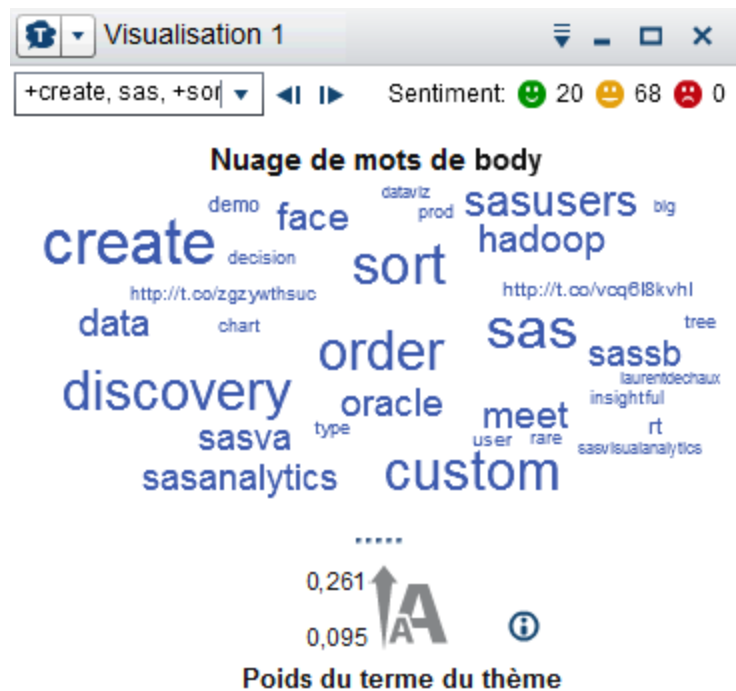 Visualisation 1
+create, sas, +sor
Sentiment: 20 68 0
Nuage de mots de body
demo face dataviz prod sasusers big
create decision sort hadoop
http://t.co/zgzywthsuc http://t.co/vcq6l8kvhl
data chart order sas tree
sassb
laurentdechaux
discovery oracle meet insightful
sasva type user rare rt
sasvisualanalytics
sasanalytics custom
0,261
0,095
Poids du terme du thème